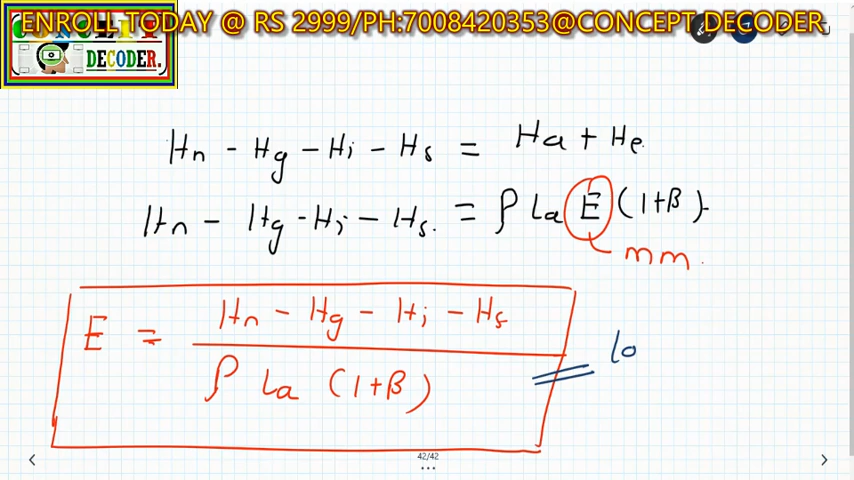 ENROLL TODAY @ RS 2999/PH:7008420353@CONCEPT DECODER.
DECODER.
Hn - Hg - Hi - Hs = Ha + He
Hn - Hg - Hi - Hs. = ρ La E (1+β)
mm
E = Hn - Hg - Hi - Hs
ρ La (1+β)
lo
42/42